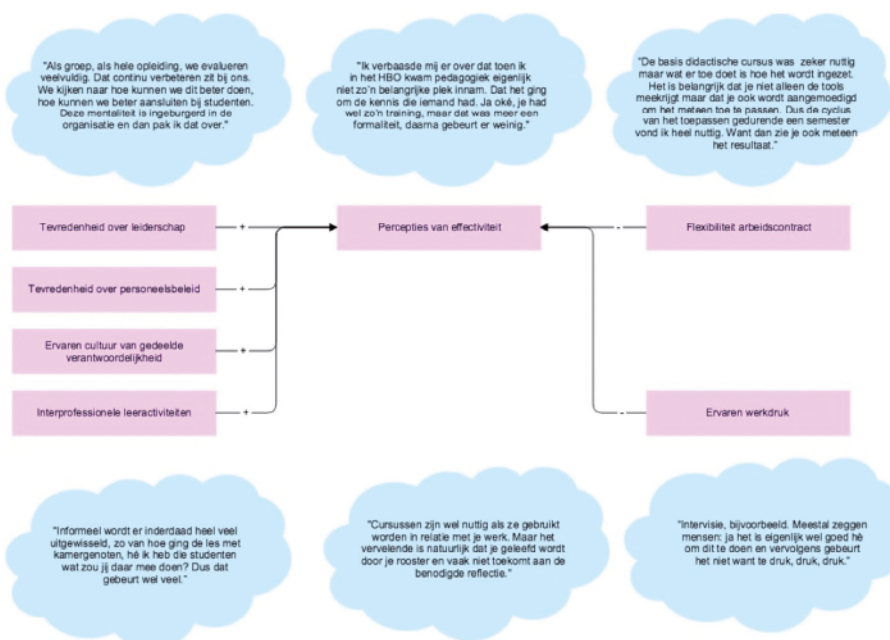 "Als groep, als hele opleiding, we evalueren
veelvuldig. Dat continu verbeteren zit bij ons.
We kijken naar hoe kunnen we dit beter doen,
hoe kunnen we beter aansluiten bij studenten.
Deze mentaliteit is ingeburgerd in de
organisatie en dan pak ik dat over."
"Ik verbaasde mij er over dat toen ik
in het HBO kwam pedagogiek eigenlijk
niet zo'n belangrijke plek innam. Dat het ging
om de kennis die iemand had. Ja oké, je had
wel zo'n training, maar dat was meer een
formaliteit, daarna gebeurt er weinig."
"De basis didactische cursus was zeker nuttig
maar wat er toe doet is hoe het wordt ingezet.
Het is belangrijk dat je niet alleen de tools
meekrijgt maar dat je ook wordt aangemoedigd
om het meteen toe te passen. Dus de cyclus
van het toepassen gedurende een semester
vond ik heel nuttig. Want dan zie je ook meteen
het resultaat."
Tevredenheid over leiderschap
+
Percepties van effectiviteit
-
Flexibiliteit arbeidscontract
Tevredenheid over personeelsbeleid
+
Ervaren cultuur van gedeelde
verantwoordelijkheid
+
Interprofessionele leeractiviteiten
+
-
Ervaren werkdruk
"Informeel wordt er inderdaad heel veel
uitgewisseld, zo van hoe ging de les met
kamergenoten, hé ik heb die studenten
wat zou jij daar mee doen? Dus dat
gebeurt wel veel."
"Cursussen zijn wel nuttig als ze gebruikt
worden in relatie met je werk. Maar het
vervelende is natuurlijk dat je geleefd wordt
door je rooster en vaak niet toekomt aan de
benodigde reflectie."
"Intervisie, bijvoorbeeld. Meestal zeggen
mensen: ja het is eigenlijk wel goed hè
om dit te doen en vervolgens gebeurt
het niet want te druk, druk, druk."